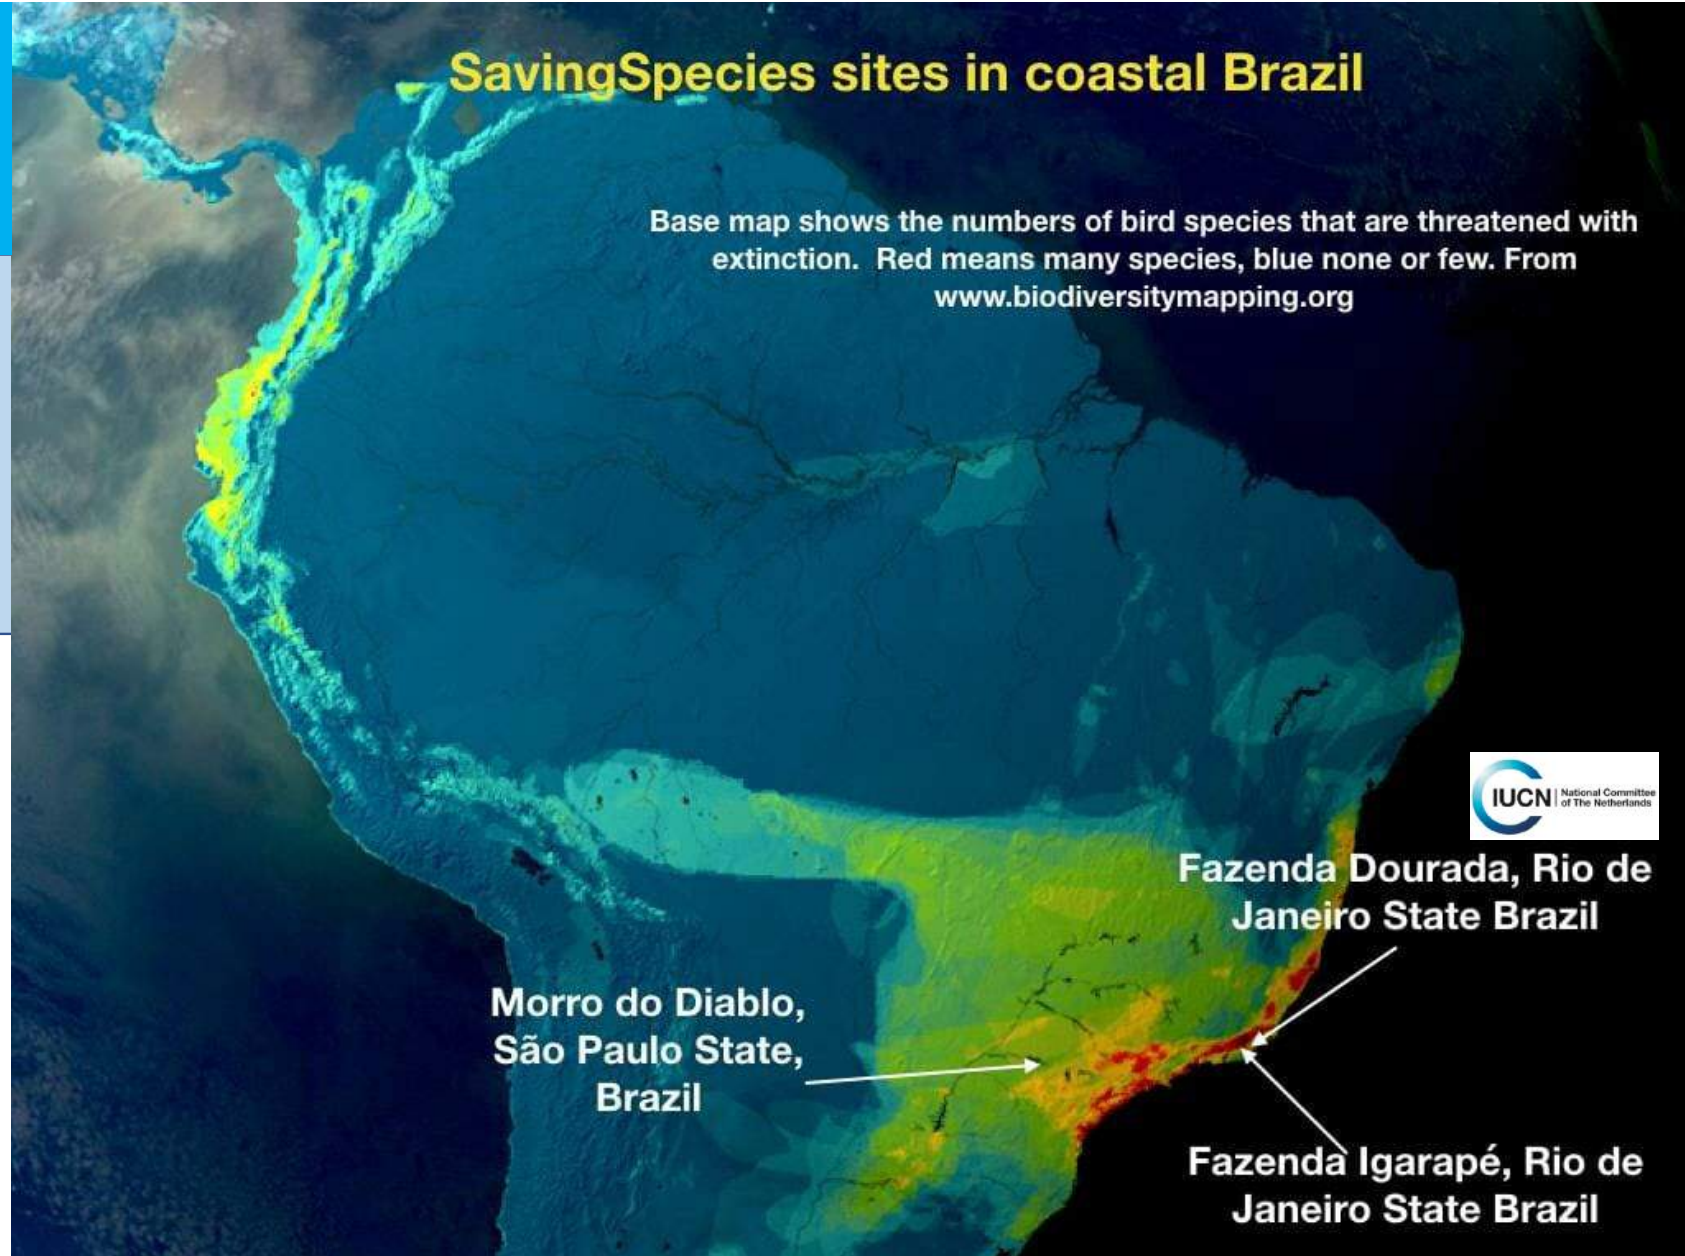 SavingSpecies sites in coastal Brazil
Base map shows the numbers of bird species that are threatened with
extinction.  Red means many species, blue none or few. From
www.biodiversitymapping.org
IUCN
National Committee
of The Netherlands
Fazenda Dourada, Rio de
Janeiro State Brazil
Morro do Diablo,
São Paulo State,
Brazil
Fazenda Igarapé, Rio de
Janeiro State Brazil